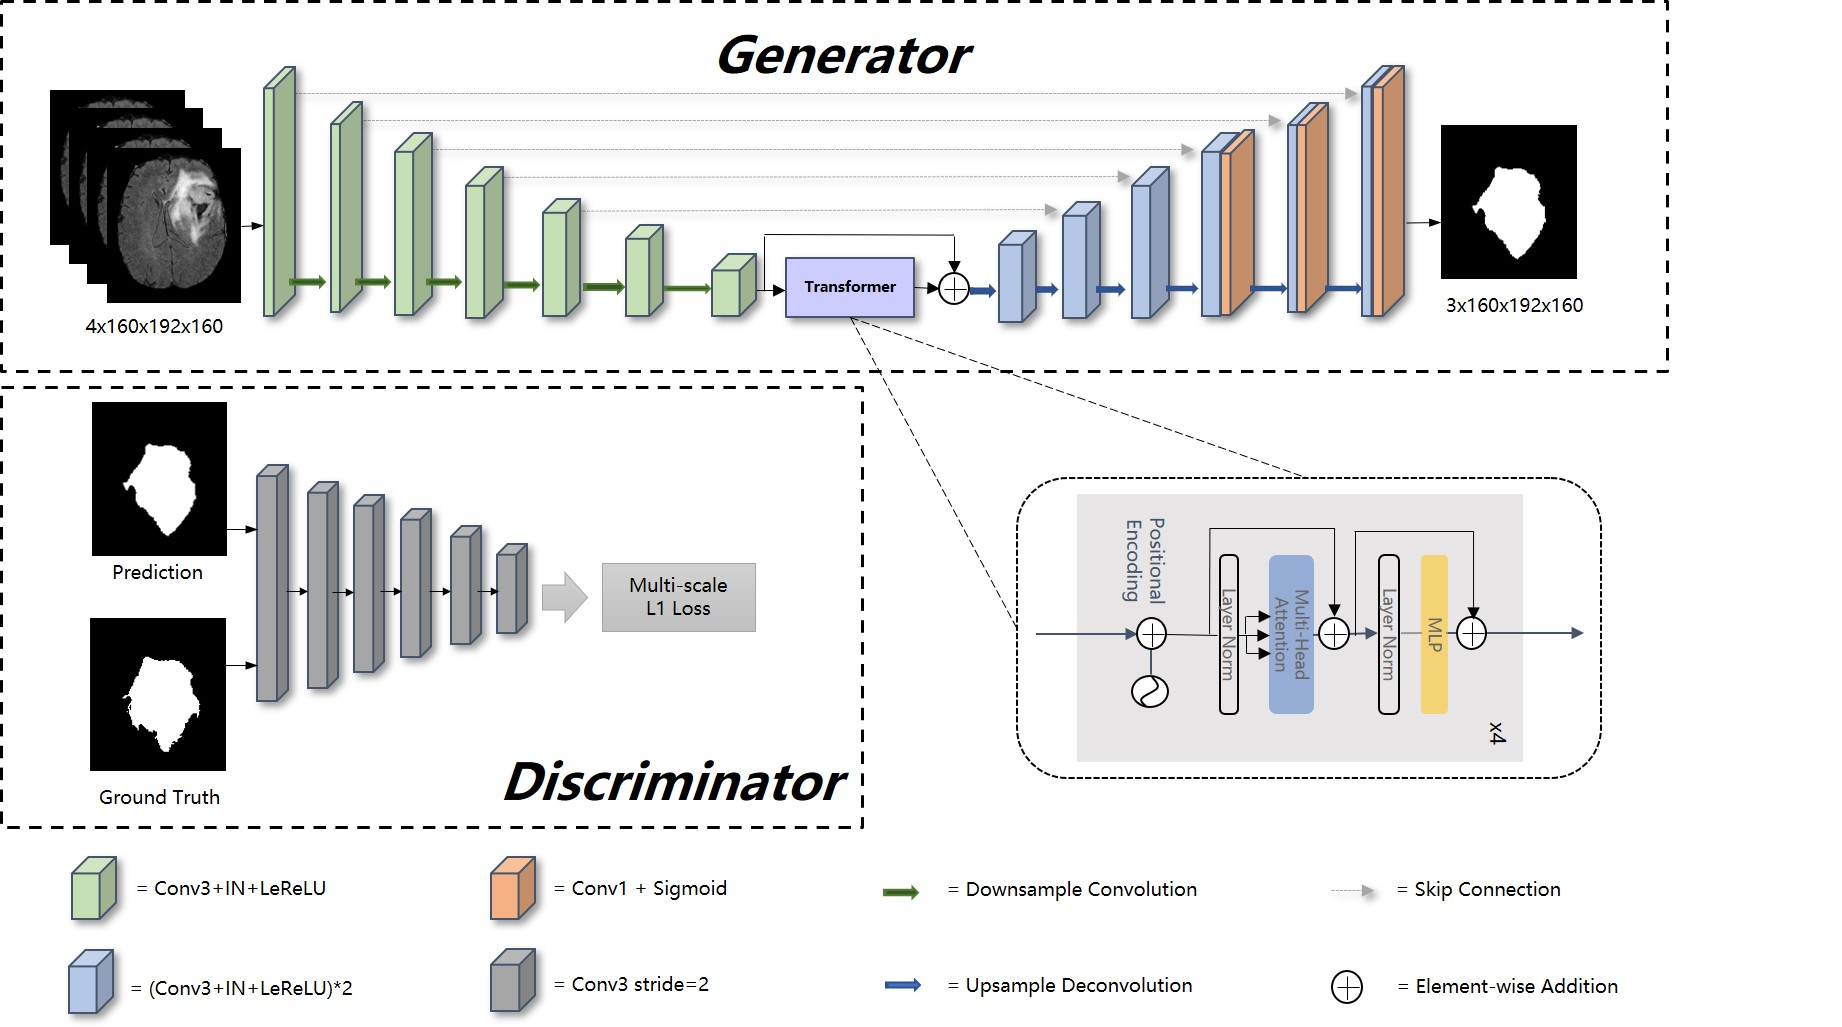 Generator
4x160x192x160
Transformer
3x160x192x160
Prediction
Ground Truth
Multi-scale
L1 Loss
Discriminator
Positional
Encoding
Layer Norm
Multi-Head
Attention
Layer Norm
MLP
x4
= Conv3+IN+LeReLU
= Conv1 + Sigmoid
= Downsample Convolution
= Skip Connection
= (Conv3+IN+LeReLU)*2
= Conv3 stride=2
= Upsample Deconvolution
= Element-wise Addition